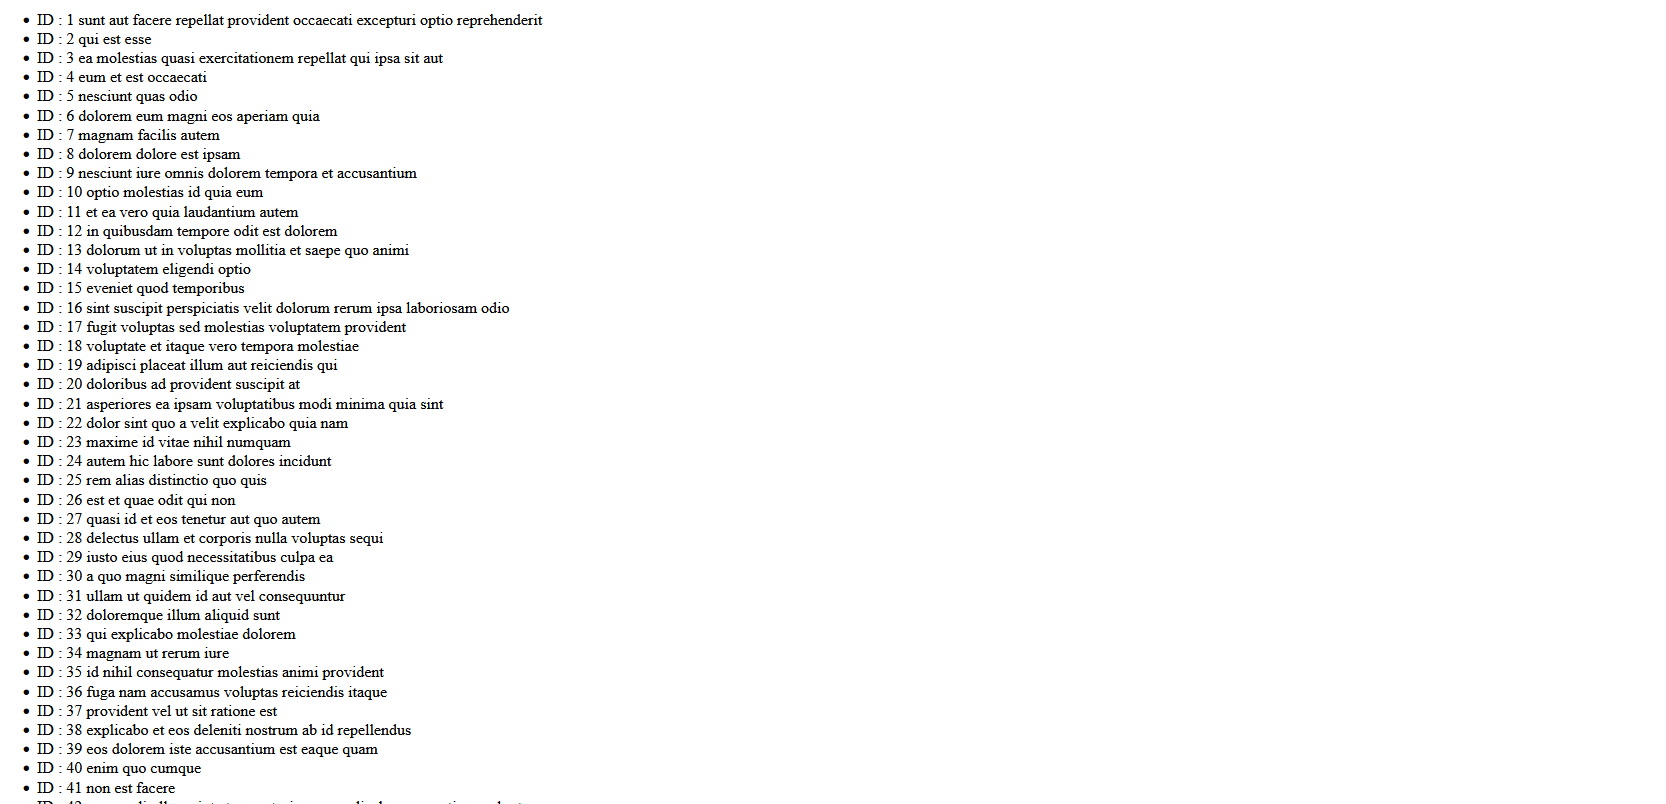 • ID : 1 sunt aut facere repellat provident occaecati excepturi optio reprehenderit
• ID : 2 qui est esse
• ID : 3 ea molestias quasi exercitationem repellat qui ipsa sit aut
• ID : 4 eum et est occaecati
• ID : 5 nesciunt quas odio
• ID : 6 dolorem eum magni eos aperiam quia
• ID : 7 magnam facilis autem
• ID : 8 dolorem dolore est ipsam
• ID : 9 nesciunt iure omnis dolorem tempora et accusantium
• ID : 10 optio molestias id quia eum
• ID : 11 et ea vero quia laudantium autem
• ID : 12 in quibusdam tempore odit est dolorem
• ID : 13 dolorum ut in voluptas mollitia et saepe quo animi
• ID : 14 voluptatem eligendi optio
• ID : 15 eveniet quod temporibus
• ID : 16 sint suscipit perspiciatis velit dolorum rerum ipsa laboriosam odio
• ID : 17 fugit voluptas sed molestias voluptatem provident
• ID : 18 voluptate et itaque vero tempora molestiae
• ID : 19 adipisci placeat illum aut reiciendis qui
• ID : 20 doloribus ad provident suscipit at
• ID : 21 asperiores ea ipsam voluptatibus modi minima quia sint
• ID : 22 dolor sint quo a velit explicabo quia nam
• ID : 23 maxime id vitae nihil numquam
• ID : 24 autem hic labore sunt dolores incidunt
• ID : 25 rem alias distinctio quo quis
• ID : 26 est et quae odit qui non
• ID : 27 quasi id et eos tenetur aut quo autem
• ID : 28 delectus ullam et corporis nulla voluptas sequi
• ID : 29 iusto eius quod necessitatibus culpa ea
• ID : 30 a quo magni similique perferendis
• ID : 31 ullam ut quidem id aut vel consequuntur
• ID : 32 doloremque illum aliquid sunt
• ID : 33 qui explicabo molestiae dolorem
• ID : 34 magnam ut rerum iure
• ID : 35 id nihil consequatur molestias animi provident
• ID : 36 fuga nam accusamus voluptas reiciendis itaque
• ID : 37 provident vel ut sit ratione est
• ID : 38 explicabo et eos deleniti nostrum ab id repellendus
• ID : 39 eos dolorem iste accusantium est eaque quam
• ID : 40 enim quo cumque
• ID : 41 non est facere